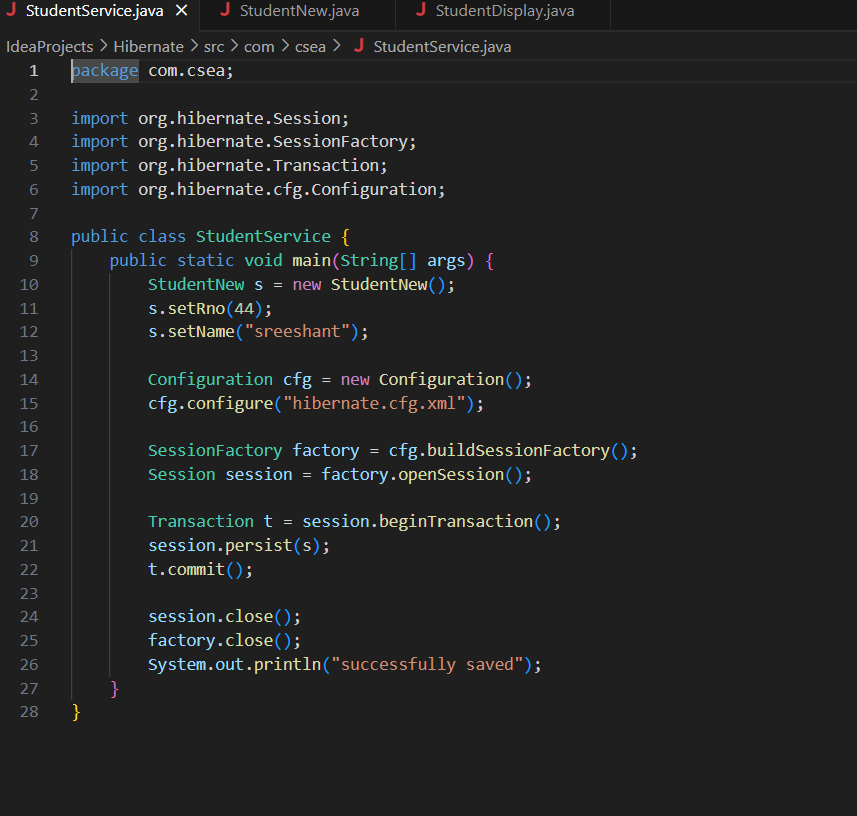 StudentService.java StudentNew.java StudentDisplay.java
IdeaProjects > Hibernate > src > com > csea > StudentService.java
1 package com.csea;
2
3 import org.hibernate.Session;
4 import org.hibernate.SessionFactory;
5 import org.hibernate.Transaction;
6 import org.hibernate.cfg.Configuration;
7
8 public class StudentService {
9     public static void main(String[] args) {
10         StudentNew s = new StudentNew();
11         s.setRno(44);
12         s.setName("sreeshant");
13
14         Configuration cfg = new Configuration();
15         cfg.configure("hibernate.cfg.xml");
16
17         SessionFactory factory = cfg.buildSessionFactory();
18         Session session = factory.openSession();
19
20         Transaction t = session.beginTransaction();
21         session.persist(s);
22         t.commit();
23
24         session.close();
25         factory.close();
26         System.out.println("successfully saved");
27     }
28 }